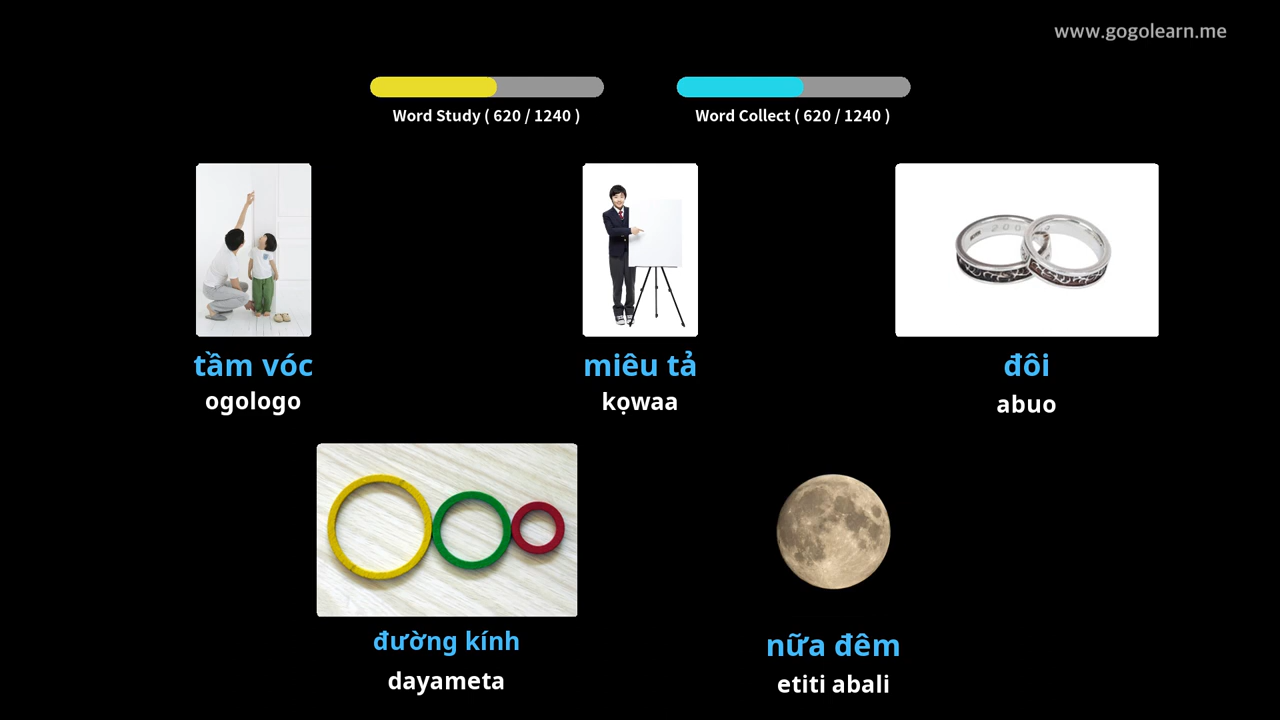 www.gogolearn.me
Word Study ( 620 / 1240 )
Word Collect ( 620 / 1240 )
200
tầm vóc
ogologo
miêu tả
kọwaa
đôi
abuo
đường kính
dayameta
nữa đêm
etiti abali